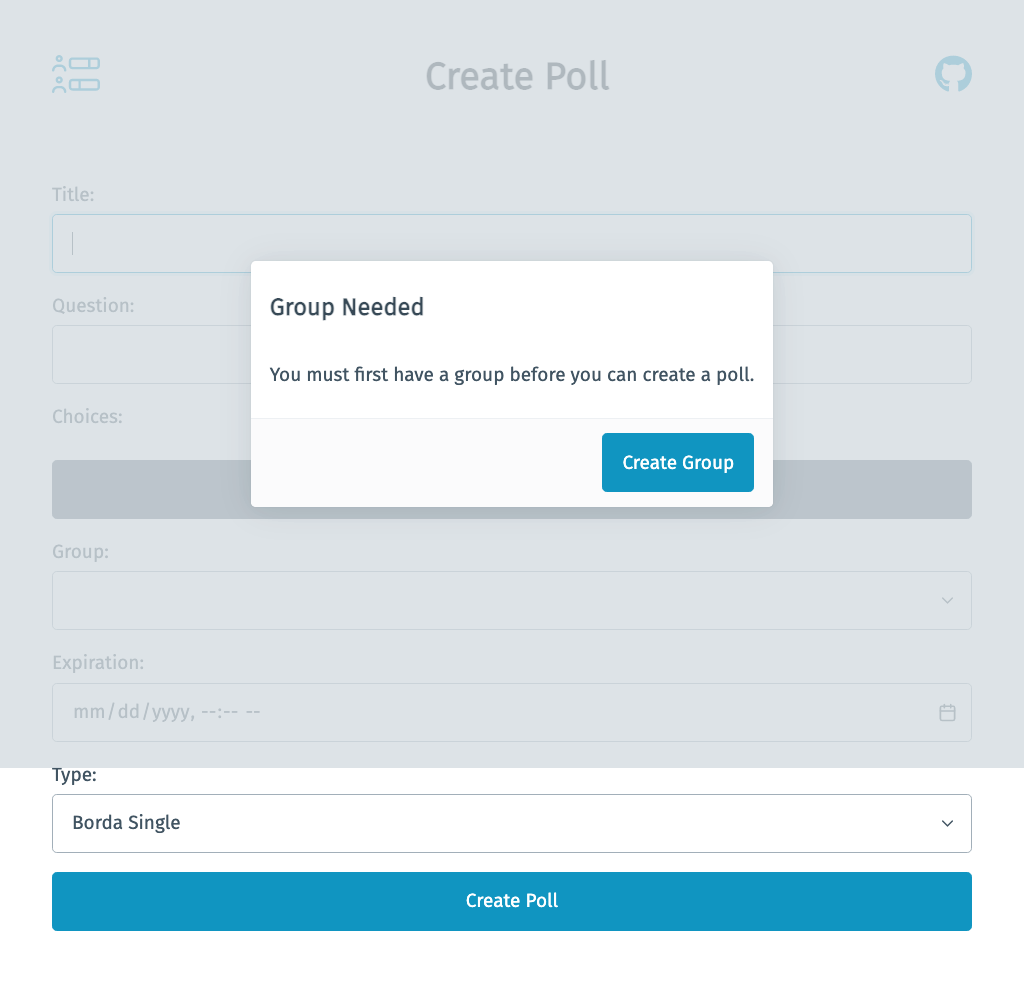 Create Poll
Title:
Question:
Group Needed
You must first have a group before you can create a poll.
Choices:
Create Group
Group:
Expiration:
mm/dd/yyyy, --:-- --
Type:
Borda Single
Create Poll